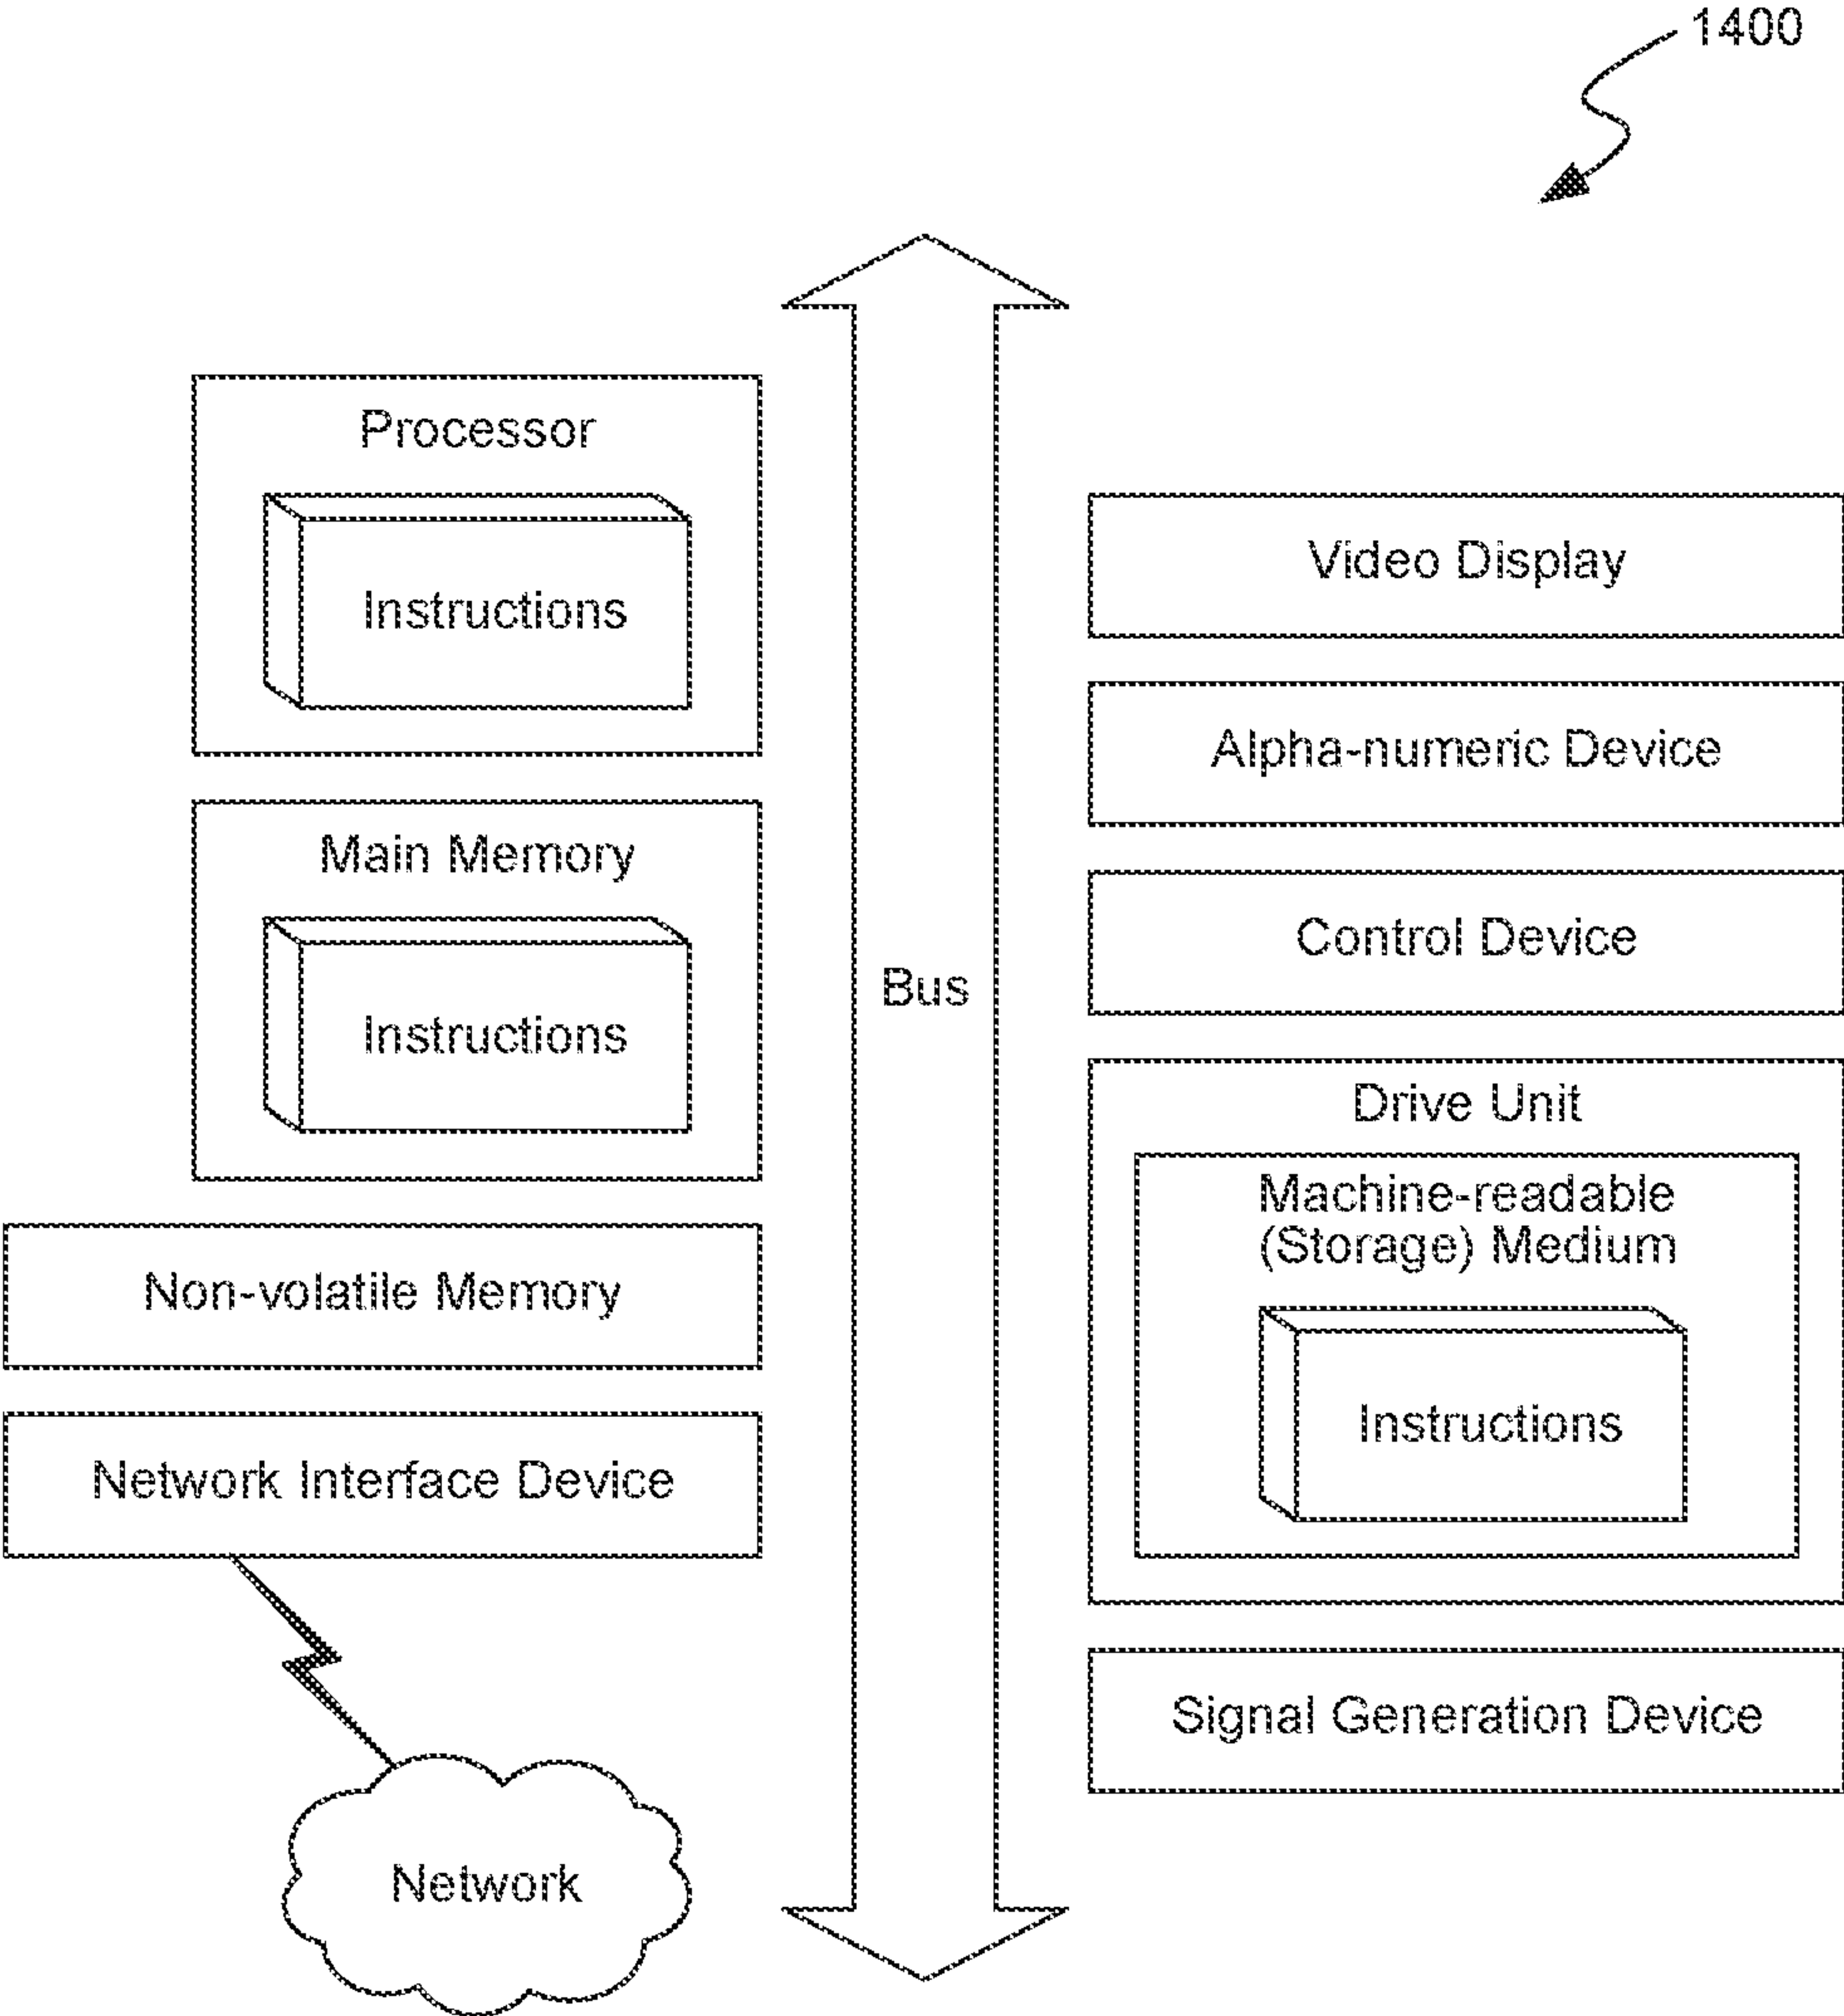 1400
Processor
Instructions
Main Memory
Instructions
Non-volatile Memory
Network Interface Device
Network
Bus
Video Display
Alpha-numeric Device
Control Device
Drive Unit
Machine-readable
(Storage) Medium
Instructions
Signal Generation Device